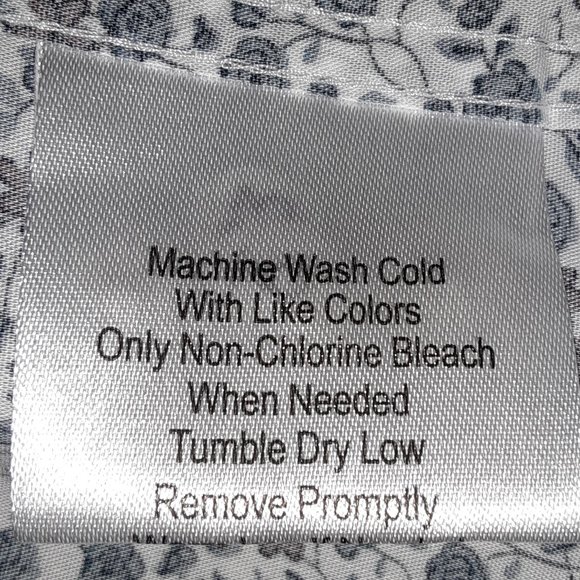 Machine Wash Cold
With Like Colors
Only Non-Chlorine Bleach
When Needed
Tumble Dry Low
Remove Promptly